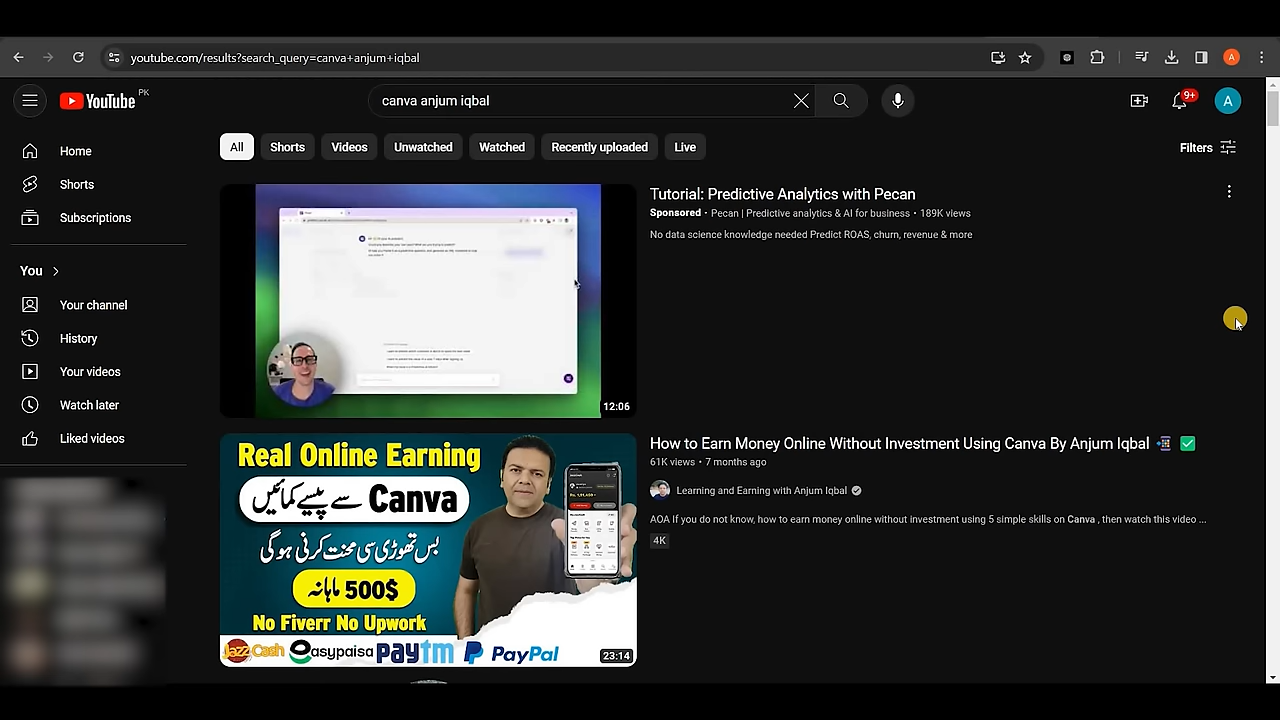 youtube.com/results?search_query=canva+anjum+iqbal
A
YouTube PK
canva anjum iqbal
9+
A
Home
Shorts
Subscriptions
You
Your channel
History
Your videos
Watch later
Liked videos
All
Shorts
Videos
Unwatched
Watched
Recently uploaded
Live
Filters
12:06
Tutorial: Predictive Analytics with Pecan
Sponsored • Pecan | Predictive analytics & AI for business • 189K views
No data science knowledge needed Predict ROAS, churn, revenue & more
Real Online Earning
Canva سے پیسے کمائیں
بس تھوڑی سی محنت کرنی ہوگی
500$ ماہانہ
No Fiverr No Upwork
JazzCash easypaisa paytm PayPal
23:14
How to Earn Money Online Without Investment Using Canva By Anjum Iqbal
61K views • 7 months ago
Learning and Earning with Anjum Iqbal
AOA If you do not know, how to earn money online without investment using 5 simple skills on Canva , then watch this video ...
4K